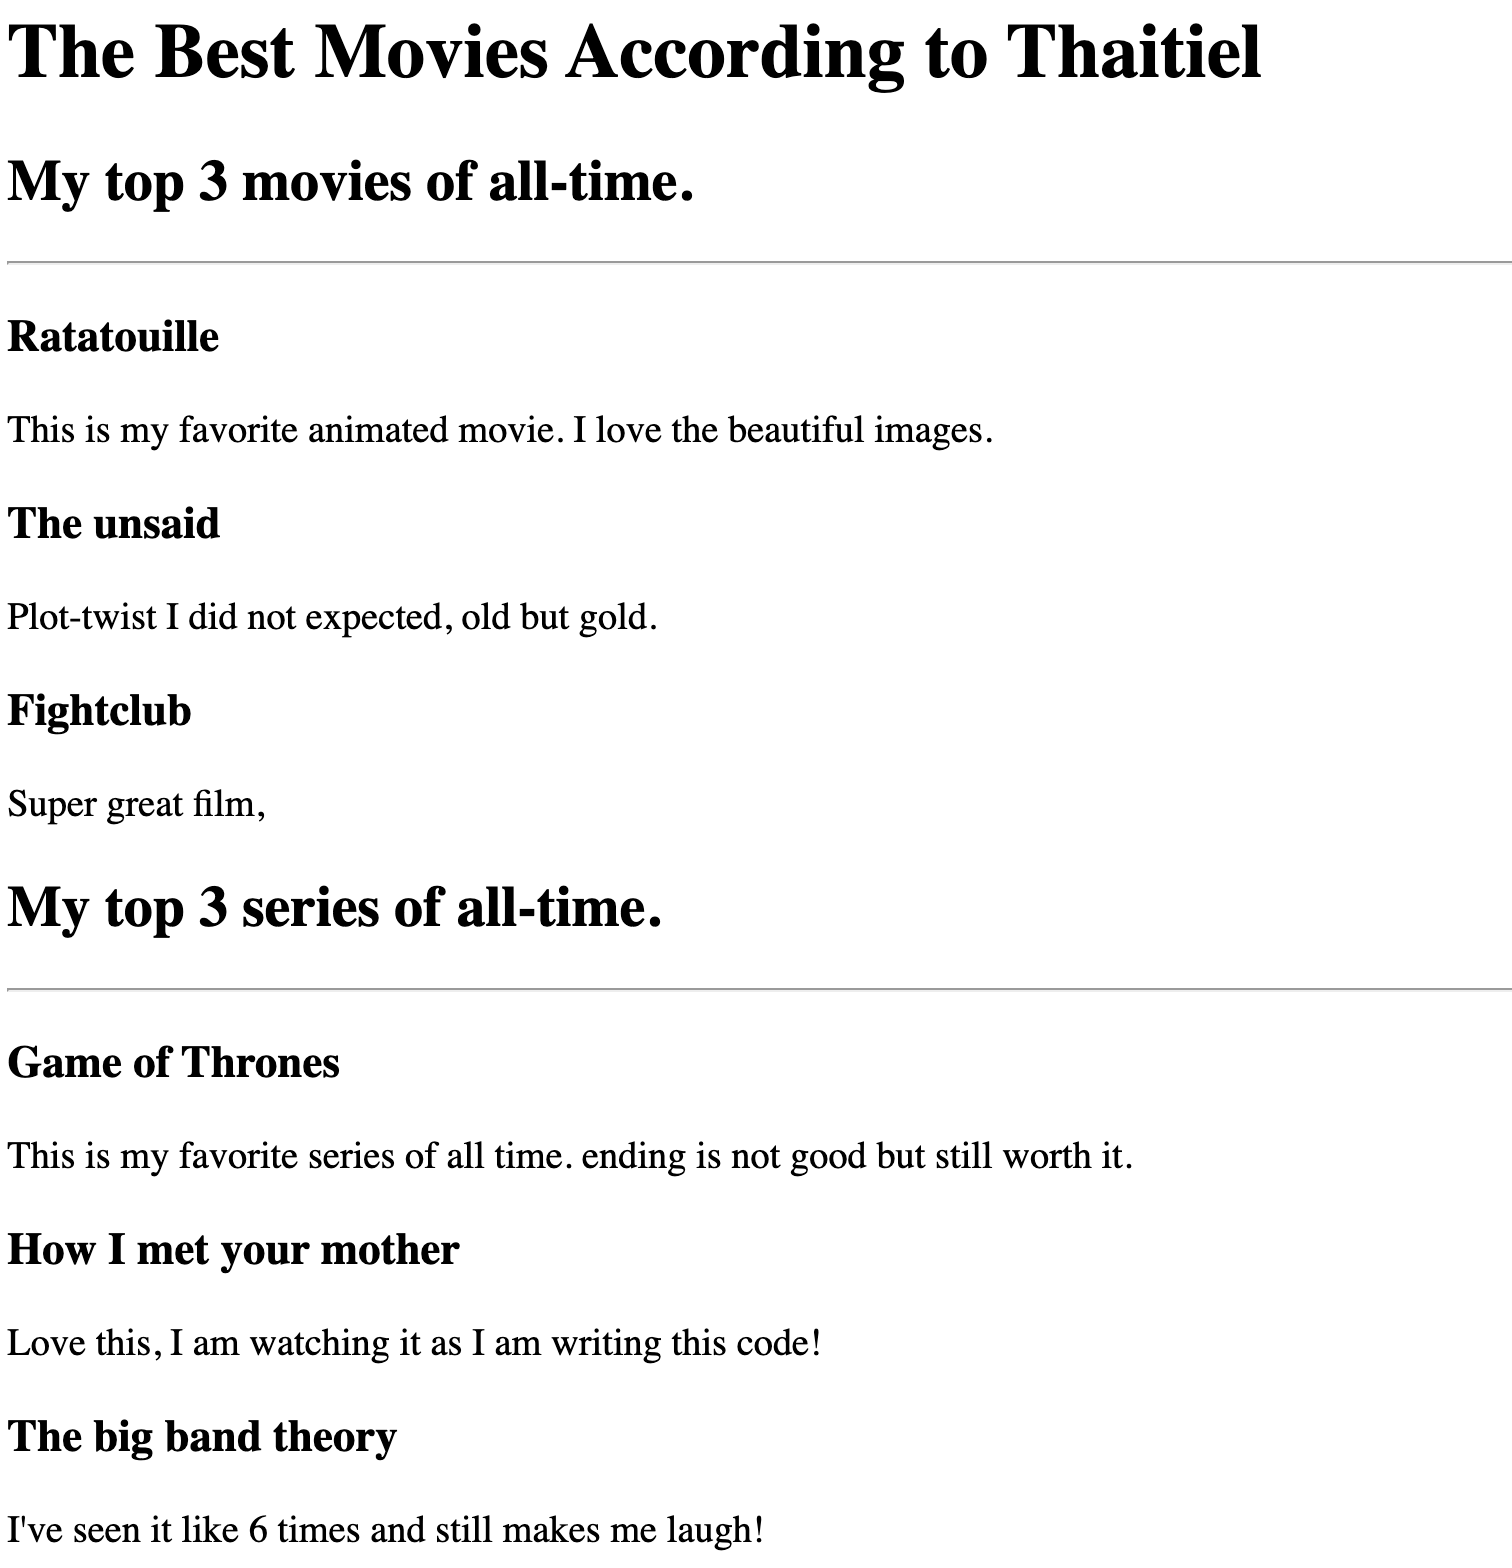 The Best Movies According to Thaitiel
My top 3 movies of all-time.
Ratatouille
This is my favorite animated movie. I love the beautiful images.
The unsaid
Plot-twist I did not expected, old but gold.
Fightclub
Super great film,
My top 3 series of all-time.
Game of Thrones
This is my favorite series of all time. ending is not good but still worth it.
How I met your mother
Love this, I am watching it as I am writing this code!
The big band theory
I've seen it like 6 times and still makes me laugh!